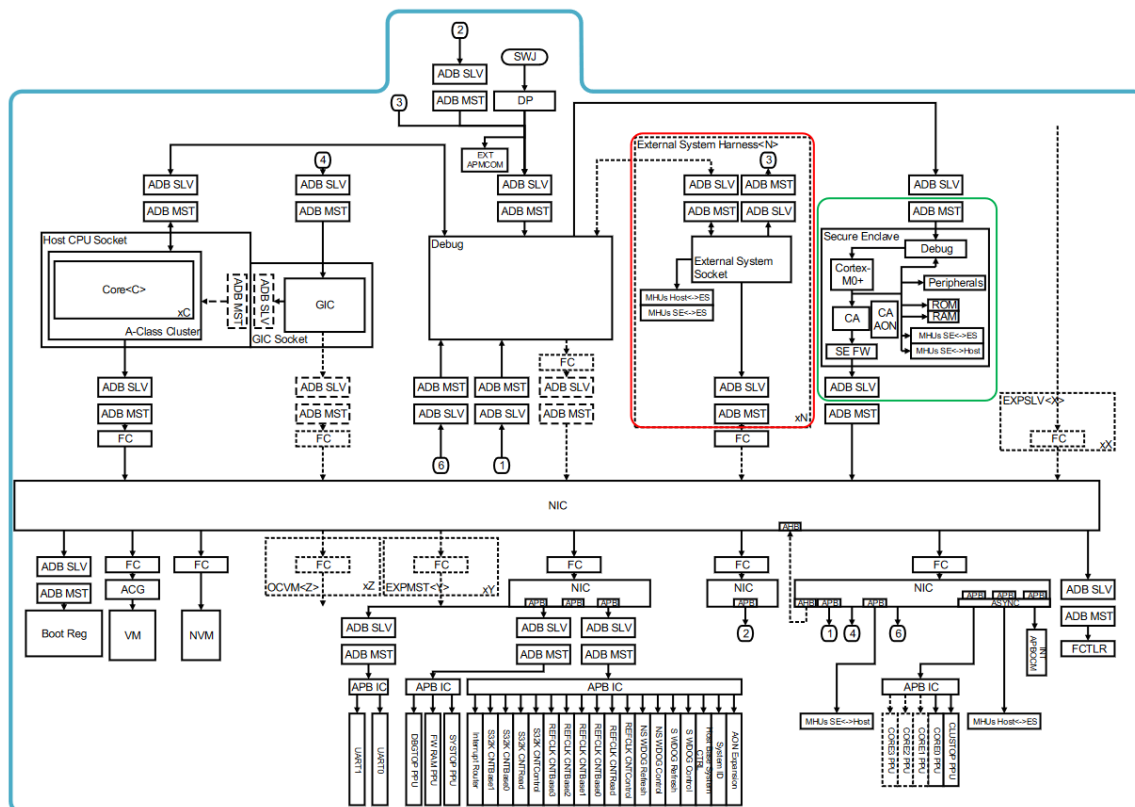 2
SWJ
ADB SLV
ADB MST
DP
3
EXT
APMCOM
External System Harness<N>
3
4
ADB SLV
ADB SLV
ADB SLV
ADB SLV
ADB MST
ADB SLV
ADB MST
ADB MST
ADB MST
ADB MST
ADB SLV
ADB MST
Host CPU Socket
Debug
Secure Enclave
Debug
Core<C>
xC
A-Class Cluster
ADB MST
ADB SLV
GIC
GIC Socket
External System
Socket
MHUs Host<->ES
MHUs SE<->ES
Cortex-
M0+
Peripherals
CA
CA
AON
ROM
RAM
MHUs SE<->ES
MHUs SE<->Host
SE FW
FC
ADB SLV
ADB SLV
ADB MST
ADB MST
ADB SLV
ADB SLV
ADB SLV
ADB MST
ADB MST
ADB SLV
ADB SLV
ADB MST
ADB MST
ADB MST
xN
EXPSLV<X>
FC
FC
FC
FC
xX
6
1
NIC
AHB
ADB SLV
ADB MST
Boot Reg
FC
ACG
VM
FC
NVM
FC
OCVM<Z>
xZ
FC
EXPMST<Y>
xY
FC
NIC
APB
APB
APB
FC
NIC
APB
2
FC
NIC
AHB
APB
APB
APB
APB
APB
ASYNC
1
4
6
INT
APBOCM
ADB SLV
ADB MST
FCTLR
ADB SLV
ADB SLV
ADB SLV
ADB MST
ADB MST
ADB MST
APB IC
APB IC
APB IC
APB IC
UART1
UART0
DBGTOP PPU
FW RAM PPU
SYSTOP PPU
Interrupt Router
S32K CNTBase1
S32K CNTBase0
S32K CNTRead
S32K CNTControl
REFCLK CNTBase3
REFCLK CNTBase2
REFCLK CNTBase1
REFCLK CNTBase0
REFCLK CNTRead
REFCLK CNTControl
NS WDOG Refresh
NS WDOG Control
S WDOG Refresh
S WDOG Control
Host Base System
CTRL
System ID
AON Expansion
MHUs SE<->Host
CORE3 PPU
CORE2 PPU
CORE1 PPU
CORE0 PPU
CLUSTOP PPU
MHUs Host<->ES